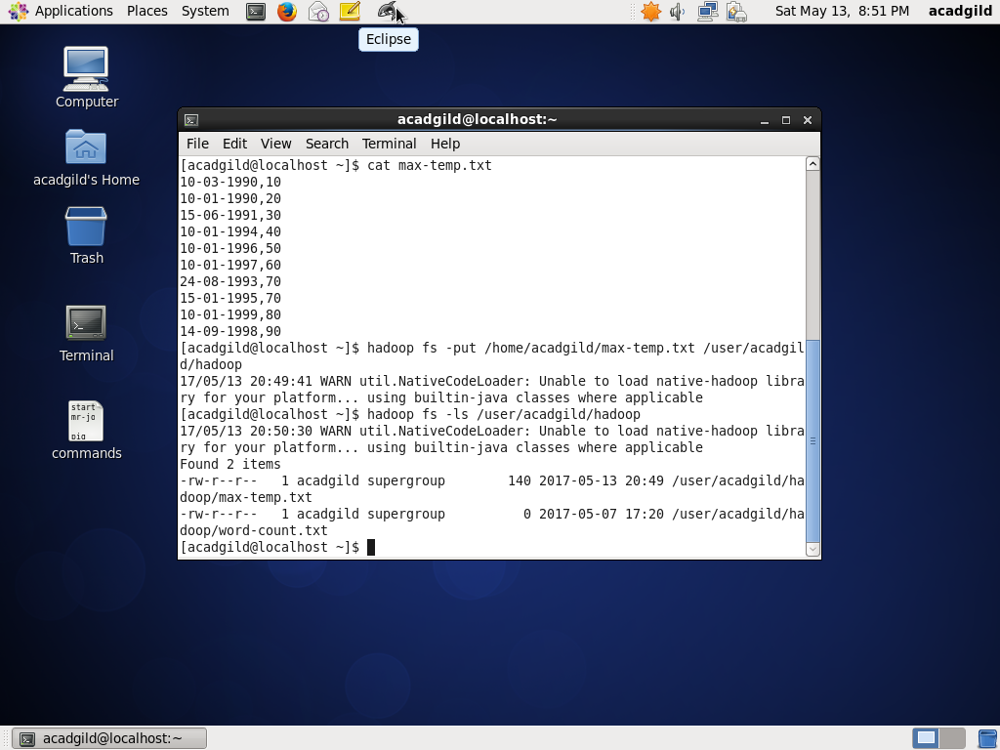 Applications Places System Sat May 13, 8:51 PM acadgild
Eclipse
Computer
acadgild's Home
Trash
Terminal
start
mr-jo
pig
commands
acadgild@localhost:~
File Edit View Search Terminal Help
[acadgild@localhost ~]$ cat max-temp.txt
10-03-1990,10
10-01-1990,20
15-06-1991,30
10-01-1994,40
10-01-1996,50
10-01-1997,60
24-08-1993,70
15-01-1995,70
10-01-1999,80
14-09-1998,90
[acadgild@localhost ~]$ hadoop fs -put /home/acadgild/max-temp.txt /user/acadgil
d/hadoop
17/05/13 20:49:41 WARN util.NativeCodeLoader: Unable to load native-hadoop libra
ry for your platform... using builtin-java classes where applicable
[acadgild@localhost ~]$ hadoop fs -ls /user/acadgild/hadoop
17/05/13 20:50:30 WARN util.NativeCodeLoader: Unable to load native-hadoop libra
ry for your platform... using builtin-java classes where applicable
Found 2 items
-rw-r--r--   1 acadgild supergroup        140 2017-05-13 20:49 /user/acadgild/ha
doop/max-temp.txt
-rw-r--r--   1 acadgild supergroup          0 2017-05-07 17:20 /user/acadgild/ha
doop/word-count.txt
[acadgild@localhost ~]$
acadgild@localhost:~